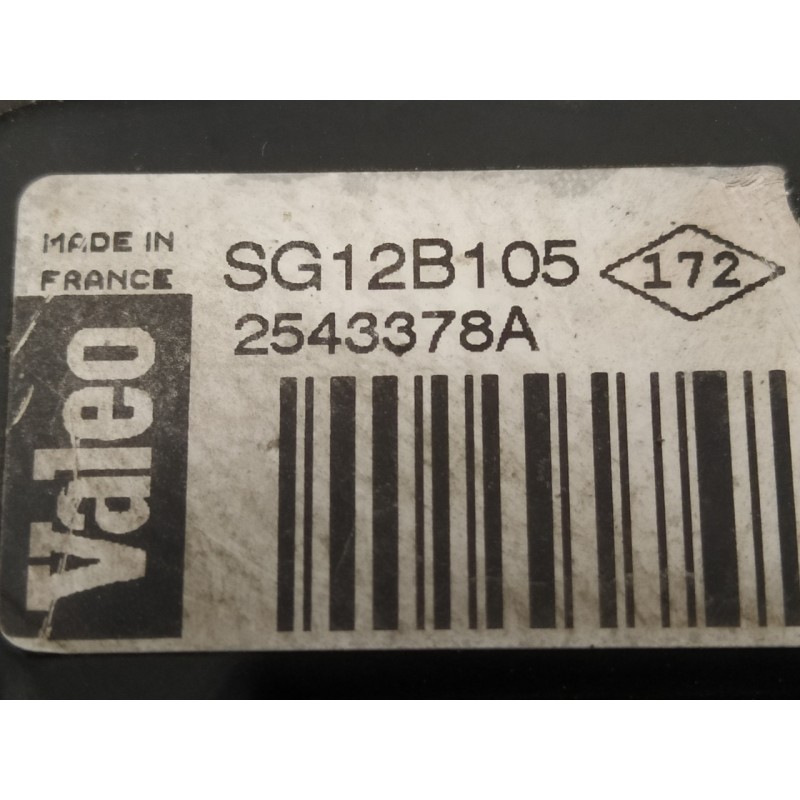 MADE IN
FRANCE
SG12B105
172
2543378A
Valeo